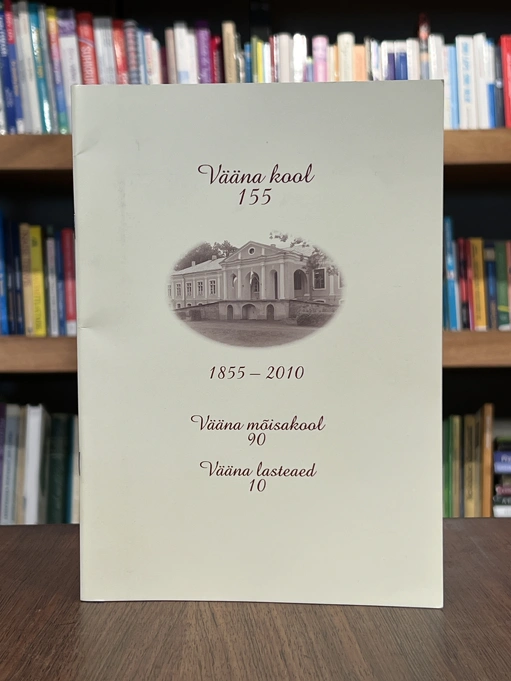 Vääna kool
155
1855 – 2010
Vääna mõisakool
90
Vääna lasteaed
10